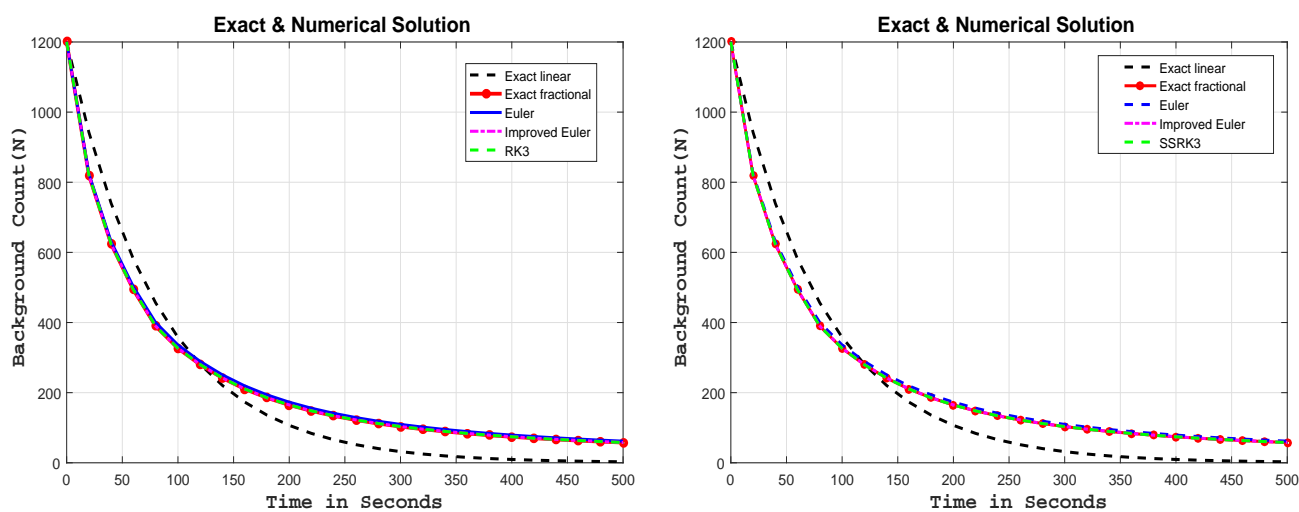 Exact & Numerical Solution
1200
1000
800
600
400
200
0
Background Count(N)
Exact linear
Exact fractional
Euler
Improved Euler
RK3
0 50 100 150 200 250 300 350 400 450 500
Time in Seconds
Exact & Numerical Solution
1200
1000
800
600
400
200
0
Background Count(N)
Exact linear
Exact fractional
Euler
Improved Euler
SSRK3
0 50 100 150 200 250 300 350 400 450 500
Time in Seconds